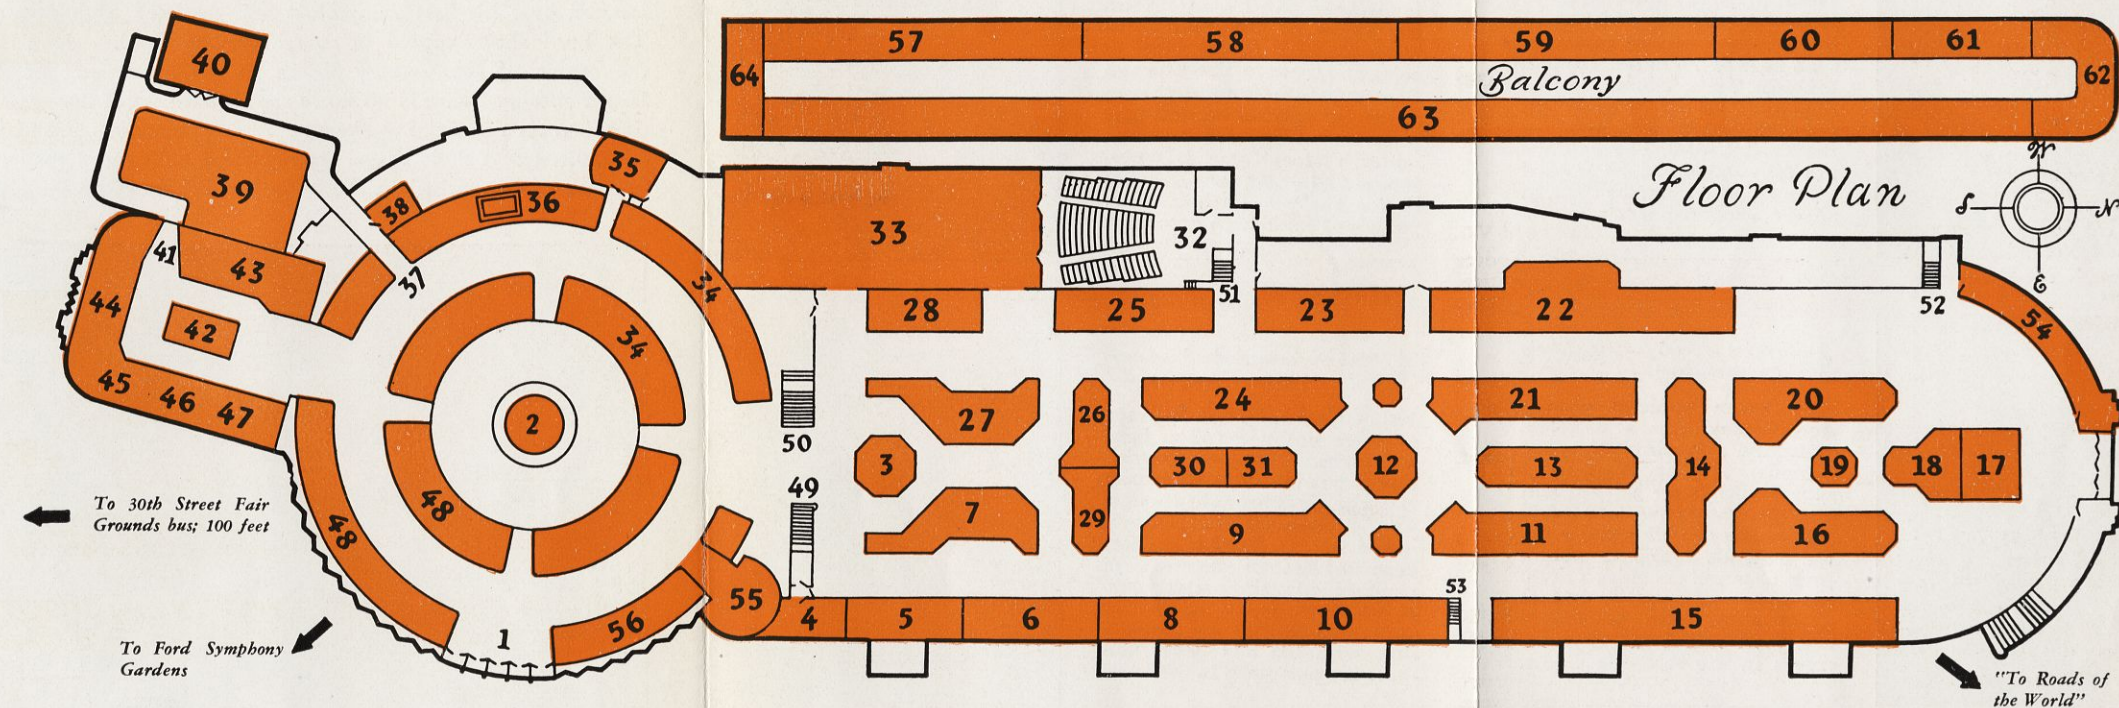 57 58 59 60 61
64 Balcony 62
63
Floor Plan
W
S N
E
40
39
35
38 36
37
41 43
44
42
45 46 47
34
34
2
48
48
1
56
55
33 32
28 25 51 23 22 52 54
27 26 24 21 20
50
3 30 31 12 13 14 19 18 17
49
7 29 9 11 16
53
4 5 6 8 10 15
To 30th Street Fair
Grounds bus; 100 feet
To Ford Symphony
Gardens
"To Roads of
the World"